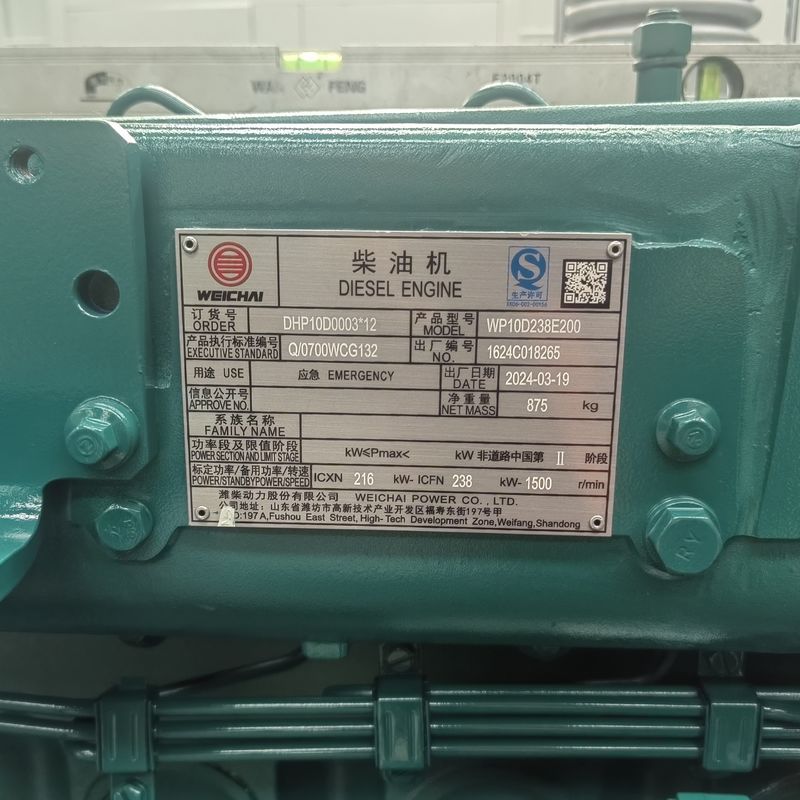 WAN FENG
WEICHAI
柴油机
DIESEL ENGINE
生产许可
订货号
ORDER
DHP10D0003*12
产品型号
MODEL
WP10D238E200
产品执行标准编号
EXECUTIVE STANDARD
Q/0700WCG132
出厂编号
NO.
1624C018265
用途 USE
应急 EMERGENCY
出厂日期
DATE
2024-03-19
信息公开号
APPROVE NO.
净重量
NET MASS
875 kg
系族名称
FAMILY NAME
功率段及限值阶段
POWER SECTION AND LIMIT STAGE
kW≤Pmax< kW 非道路中国第 II 阶段
标定功率/备用功率/转速
POWER/STANDBYPOWER/SPEED
ICXN 216 kW- ICFN 238 kW- 1500 r/min
潍柴动力股份有限公司 WEICHAI POWER CO., LTD.
公司地址: 山东省潍坊市高新技术产业开发区福寿东街197号甲
197A,Fushou East Street, High-Tech Development Zone,Weifang,Shandong